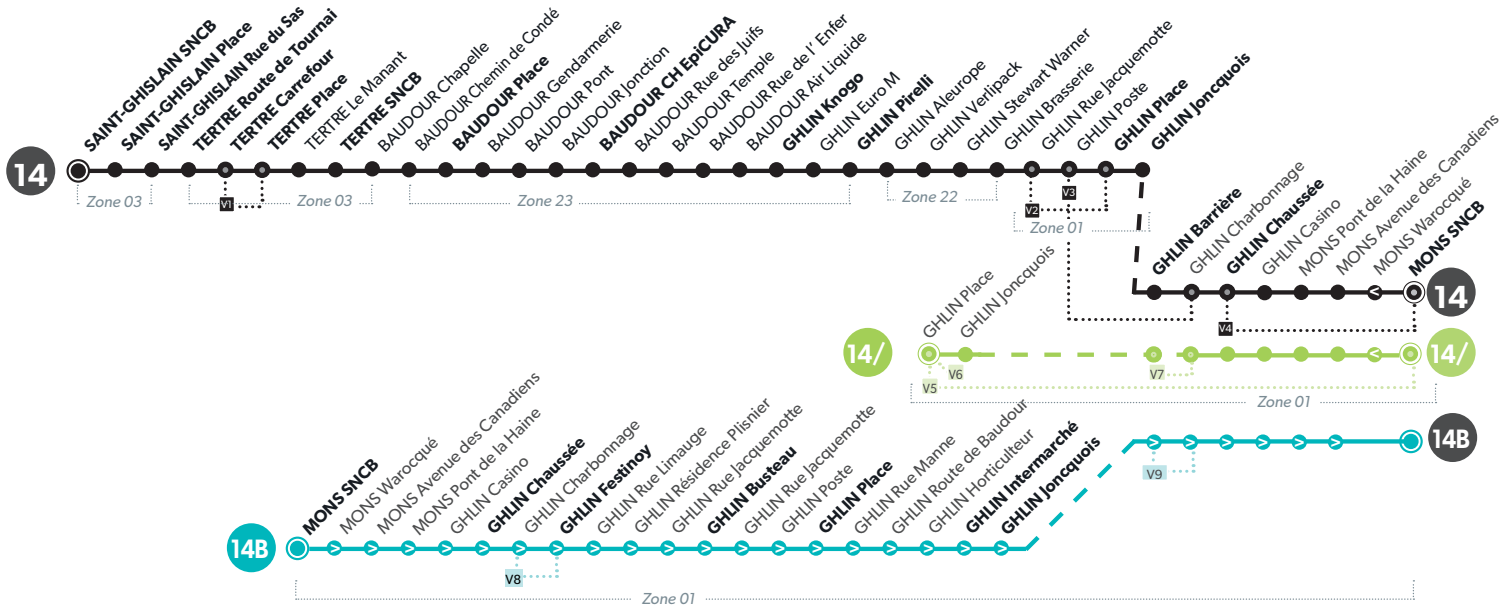 14
SAINT-GHISLAIN SNCB
SAINT-GHISLAIN Place
SAINT-GHISLAIN Rue du Sas
TERTRE Route de Tournai
TERTRE Carrefour
TERTRE Place
TERTRE Le Manant
TERTRE SNCB
BAUDOUR Chapelle
BAUDOUR Chemin de Condé
BAUDOUR Place
BAUDOUR Gendarmerie
BAUDOUR Pont
BAUDOUR Jonction
BAUDOUR CH EpiCURA
BAUDOUR Rue des Juifs
BAUDOUR Temple
BAUDOUR Rue de l' Enfer
BAUDOUR Air Liquide
GHLIN Knogo
GHLIN Euro M
GHLIN Pirelli
GHLIN Aleurope
GHLIN Verlipack
GHLIN Stewart Warner
GHLIN Brasserie
GHLIN Rue Jacquemotte
GHLIN Poste
GHLIN Place
GHLIN Joncquois
Zone 03
V1
Zone 03
Zone 23
Zone 22
V2
V3
Zone 01
GHLIN Barrière
GHLIN Charbonnage
GHLIN Chaussée
GHLIN Casino
MONS Pont de la Haine
MONS Avenue des Canadiens
MONS Warocqué
MONS SNCB
<
14
V4
GHLIN Place
GHLIN Joncquois
14/
<
14/
V5
V6
V7
Zone 01
14B
V9
MONS SNCB
MONS Warocqué
MONS Avenue des Canadiens
MONS Pont de la Haine
GHLIN Casino
GHLIN Chaussée
GHLIN Charbonnage
GHLIN Festinoy
GHLIN Rue Limauge
GHLIN Résidence Plisnier
GHLIN Rue Jacquemotte
GHLIN Busteau
GHLIN Rue Jacquemotte
GHLIN Poste
GHLIN Place
GHLIN Rue Manne
GHLIN Route de Baudour
GHLIN Horticulteur
GHLIN Intermarché
GHLIN Joncquois
14B
V8
Zone 01